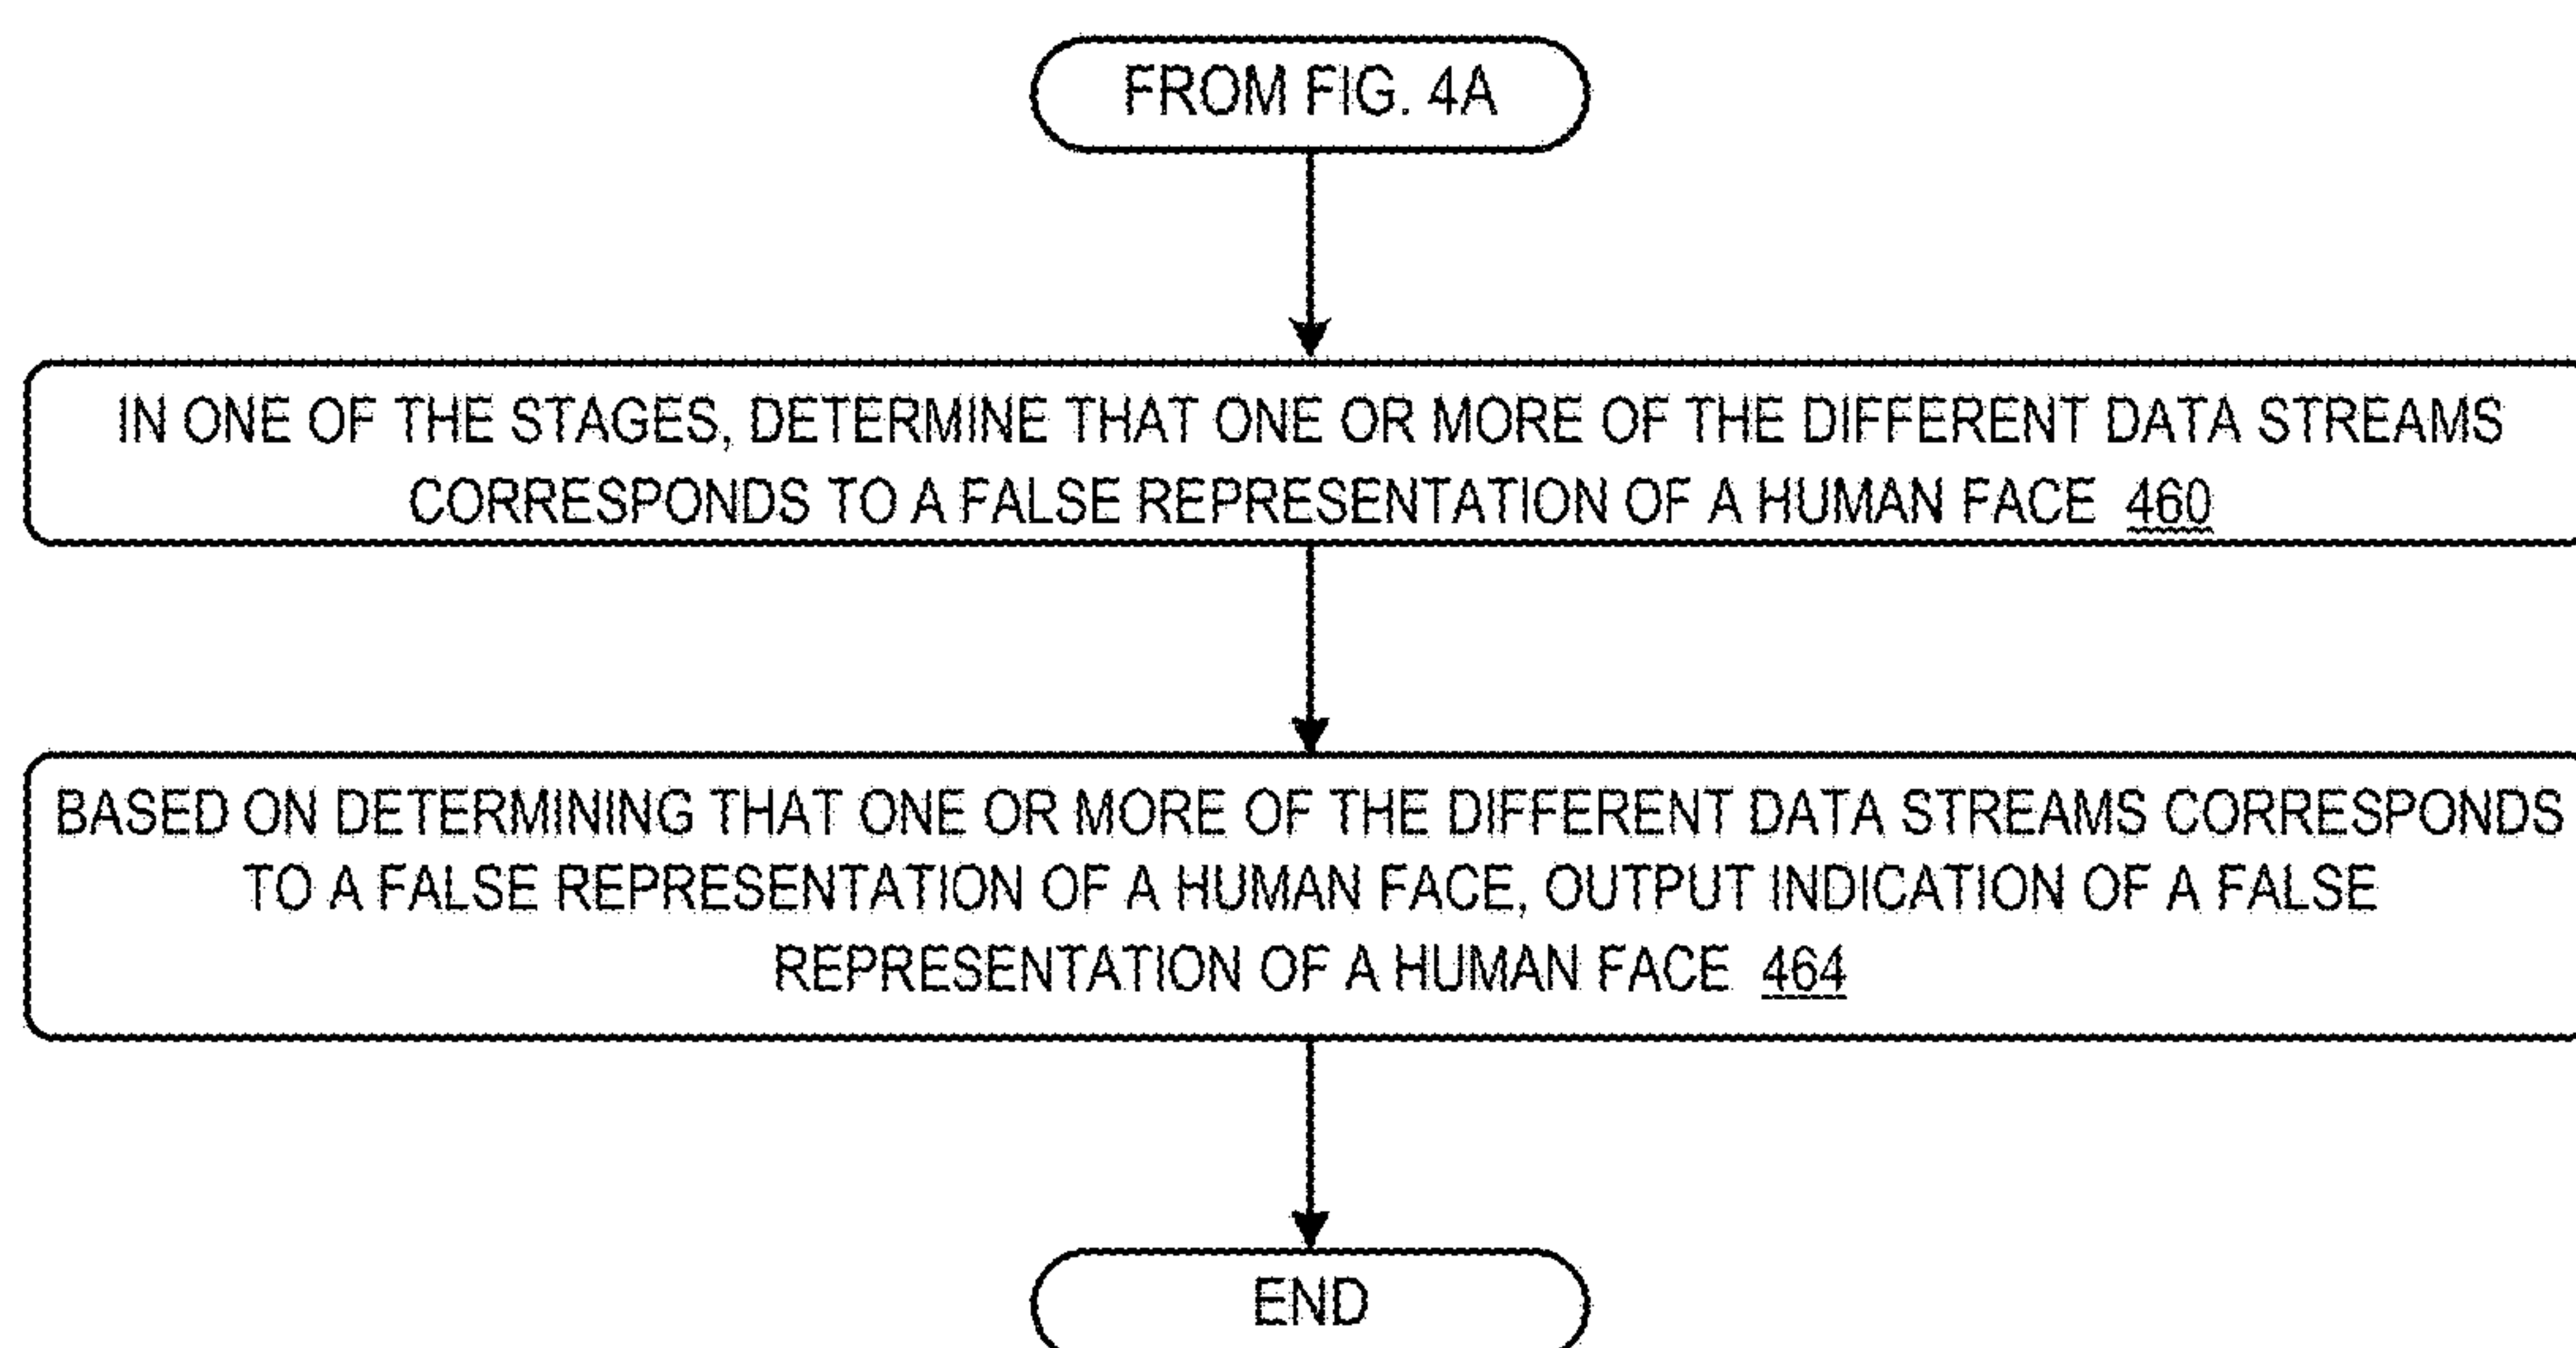 FROM FIG. 4A
IN ONE OF THE STAGES, DETERMINE THAT ONE OR MORE OF THE DIFFERENT DATA STREAMS
CORRESPONDS TO A FALSE REPRESENTATION OF A HUMAN FACE 460
BASED ON DETERMINING THAT ONE OR MORE OF THE DIFFERENT DATA STREAMS CORRESPONDS
TO A FALSE REPRESENTATION OF A HUMAN FACE, OUTPUT INDICATION OF A FALSE
REPRESENTATION OF A HUMAN FACE 464
END